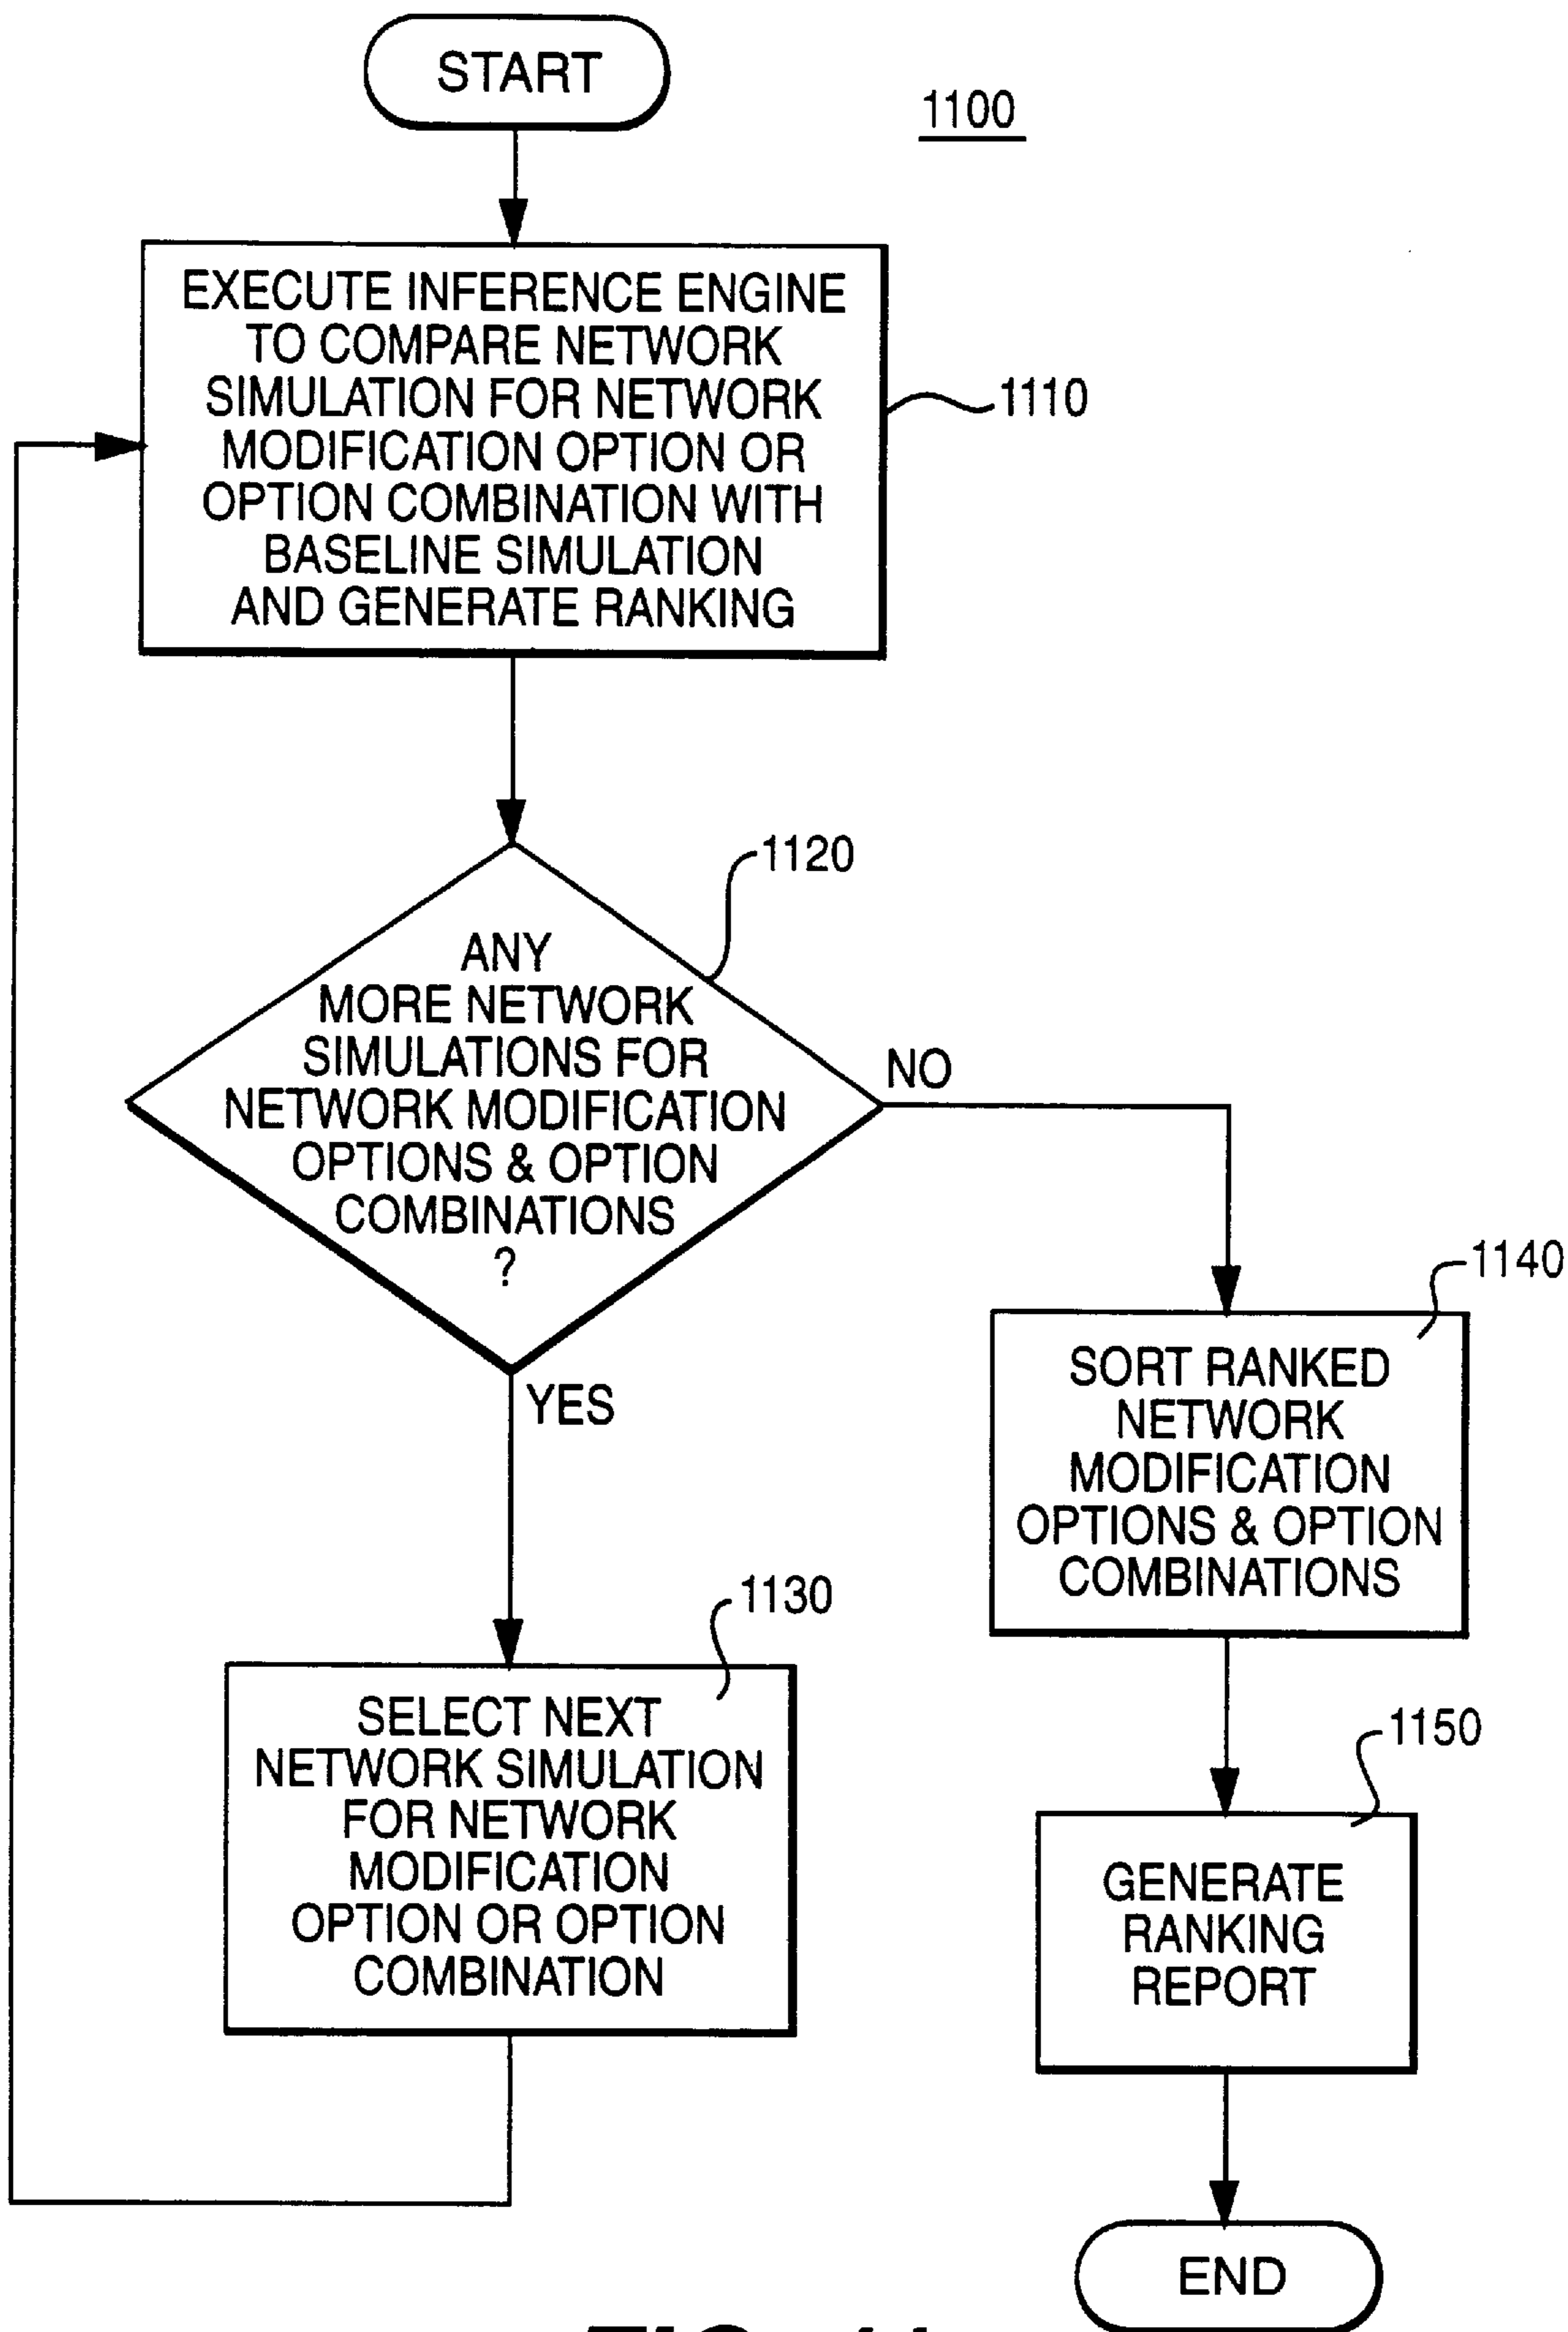 START
1100
EXECUTE INFERENCE ENGINE
TO COMPARE NETWORK
SIMULATION FOR NETWORK
MODIFICATION OPTION OR
OPTION COMBINATION WITH
BASELINE SIMULATION
AND GENERATE RANKING
1110
1120
ANY
MORE NETWORK
SIMULATIONS FOR
NETWORK MODIFICATION
OPTIONS & OPTION
COMBINATIONS
?
NO
YES
1140
SORT RANKED
NETWORK
MODIFICATION
OPTIONS & OPTION
COMBINATIONS
1130
SELECT NEXT
NETWORK SIMULATION
FOR NETWORK
MODIFICATION
OPTION OR OPTION
COMBINATION
1150
GENERATE
RANKING
REPORT
END